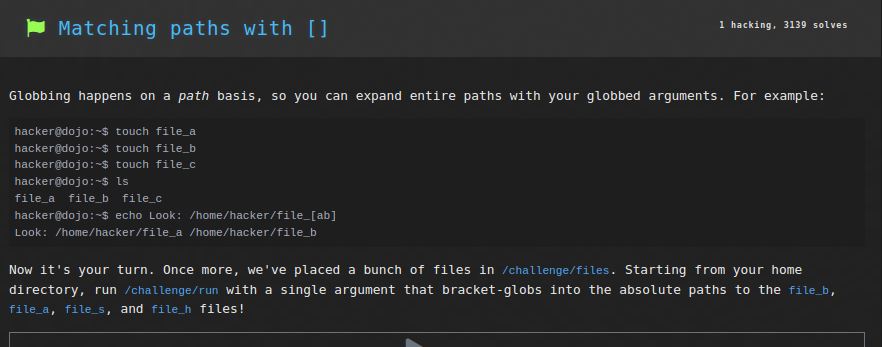 Matching paths with []
1 hacking, 3139 solves
Globbing happens on a path basis, so you can expand entire paths with your globbed arguments. For example:
hacker@dojo:~$ touch file_a
hacker@dojo:~$ touch file_b
hacker@dojo:~$ touch file_c
hacker@dojo:~$ ls
file_a  file_b  file_c
hacker@dojo:~$ echo Look: /home/hacker/file_[ab]
Look: /home/hacker/file_a /home/hacker/file_b
Now it's your turn. Once more, we've placed a bunch of files in /challenge/files. Starting from your home
directory, run /challenge/run with a single argument that bracket-globs into the absolute paths to the file_b,
file_a, file_s, and file_h files!